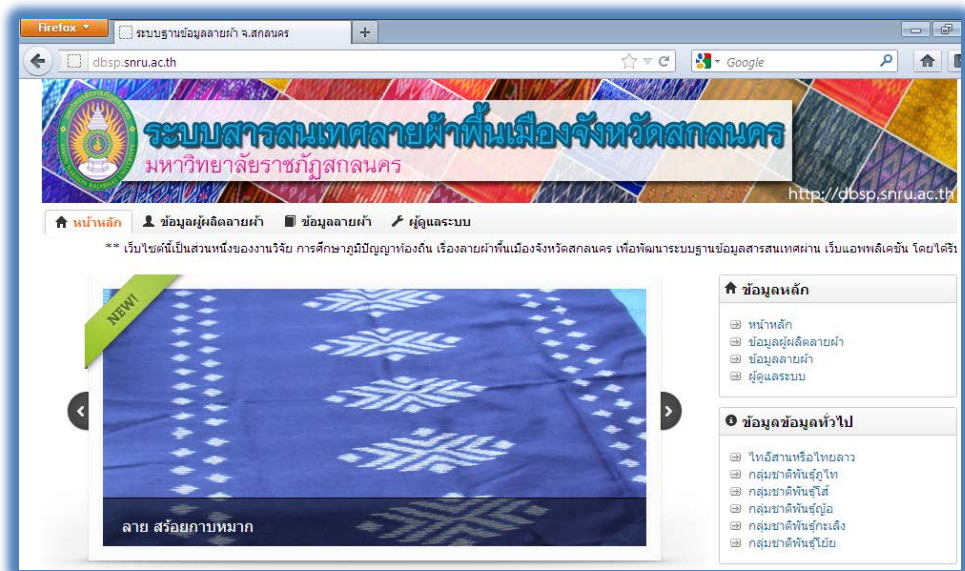 Firefox
ระบบฐานข้อมูลลายผ้า จ.สกลนคร
dbsp.snru.ac.th
Google
ระบบสารสนเทศลายผ้าพื้นเมืองจังหวัดสกลนคร
มหาวิทยาลัยราชภัฏสกลนคร
http://dbsp.snru.ac.th
หน้าหลัก ข้อมูลผู้ผลิตลายผ้า ข้อมูลลายผ้า ผู้ดูแลระบบ
** เว็บไซต์นี้เป็นส่วนหนึ่งของงานวิจัย การศึกษาภูมิปัญญาท้องถิ่น เรื่องลายผ้าพื้นเมืองจังหวัดสกลนคร เพื่อพัฒนาระบบฐานข้อมูลสารสนเทศผ่าน เว็บแอพพลิเคชั่น โดยได้รับ
NEW!
ลาย สร้อยกาบหมาก
ข้อมูลหลัก
หน้าหลัก
ข้อมูลผู้ผลิตลายผ้า
ข้อมูลลายผ้า
ผู้ดูแลระบบ
ข้อมูลข้อมูลทั่วไป
ไทอีสานหรือไทยลาว
กลุ่มชาติพันธุ์ภูไท
กลุ่มชาติพันธุ์โส้
กลุ่มชาติพันธุ์ญ้อ
กลุ่มชาติพันธุ์กะเลิง
กลุ่มชาติพันธุ์โย้ย